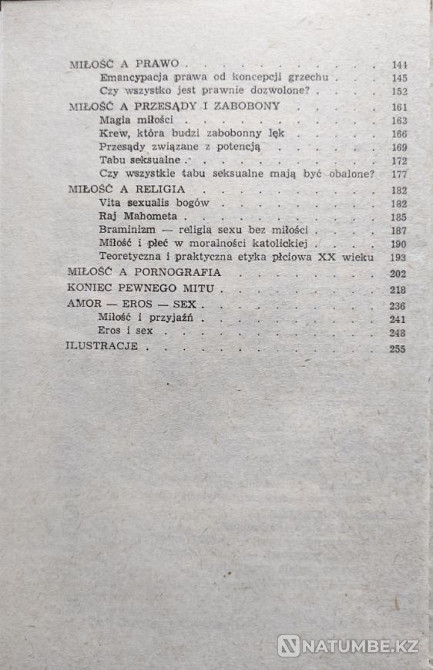 MIŁOŚĆ A PRAWO . . . . . . . . . . . 141
Emancypacja prawa od koncepcji grzechu . . . 145
Czy wszystko jest prawnie dozwolone? . . . . 152
MIŁOŚĆ A PRZESĄDY I ZABOBONY . . . . . 161
Magia miłości . . . . . . . . . . . 163
Krew, która budzi zabobonny lęk . . . . . 166
Przesądy związane z potencją . . . . . . 169
Tabu seksualne . . . . . . . . . . . 172
Czy wszystkie tabu seksualne mają być obalone? 177
MIŁOŚĆ A RELIGIA . . . . . . . . . . 182
Vita sexualis bogów . . . . . . . . . 182
Raj Mahometa . . . . . . . . . . . 185
Braminizm — religią sexu bez miłości . . . . 187
Miłość i płeć w moralności katolickiej . . . . 190
Teoretyczna i praktyczna etyka płciowa XX wieku 193
MIŁOŚĆ A PORNOGRAFIA . . . . . . . . 202
KONIEC PEWNEGO MITU . . . . . . . . 218
AMOR — EROS — SEX . . . . . . . . . 236
Miłość i przyjaźń . . . . . . . . . . 241
Eros i sex . . . . . . . . . . . . 248
ILUSTRACJE . . . . . . . . . . . . 255
NATUMBE.KZ